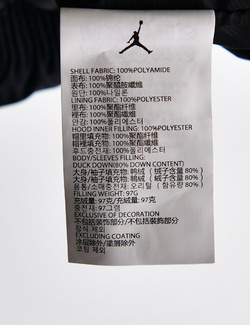 SHELL FABRIC: 100%POLYAMIDE
面布: 100%锦纶
表布: 100%聚醯胺纖維
원단: 100%나일론
LINING FABRIC: 100%POLYESTER
里布: 100%聚酯纤维
裡布: 100%聚酯纖維
안감: 100%폴리에스터
HOOD INNER FILLING: 100%POLYESTER
帽里填充物: 100%聚酯纤维
帽裡填充物: 100%聚酯纖維
후드충전재: 100%폴리에스터
BODY/SLEEVES FILLING:
DUCK DOWN(80% DOWN CONTENT)
大身/袖子填充物: 鸭绒 (绒子含量 80%)
大身/袖子填充物: 鴨絨 (絨子含量 80%)
몸통/소매충전재: 오리털 (함유량 80%)
FILLING WEIGHT: 97G
充绒量: 97克/充絨量: 97克
충전재: 97그램
EXCLUSIVE OF DECORATION
不包括装饰部分/不包括裝飾部分
장식 제외
EXCLUDING COATING
涂层除外/塗層除外
코팅 제외